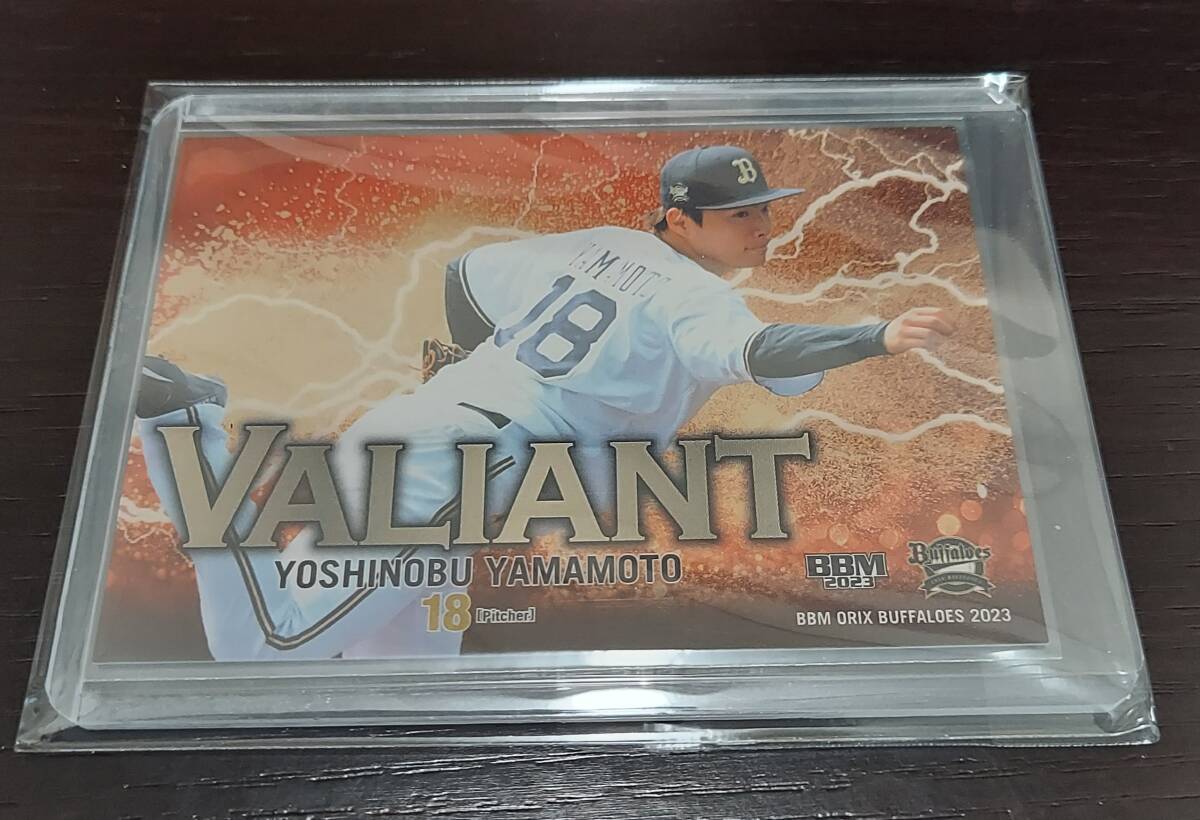 B
YAMAMOTO
18
VALIANT
YOSHINOBU YAMAMOTO
18 [Pitcher]
BBM
2023
Buffaloes
BBM ORIX BUFFALOES 2023